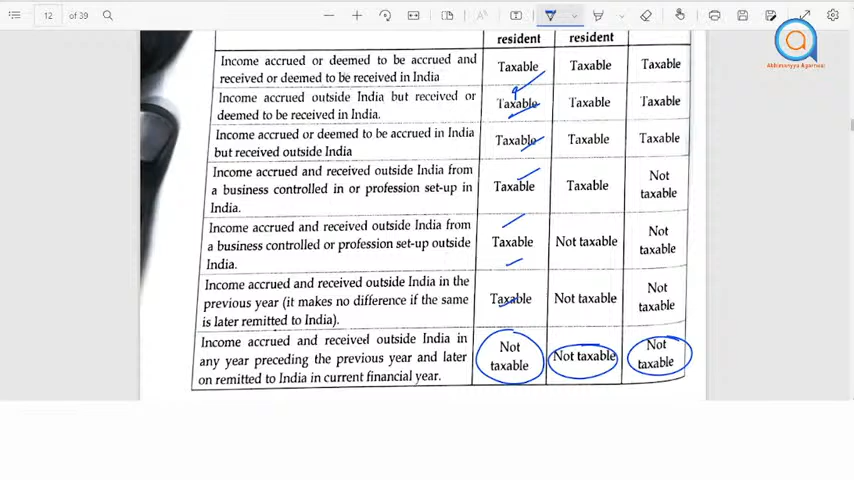 12 of 39
resident resident
Income accrued or deemed to be accrued and
received or deemed to be received in India
Taxable Taxable Taxable
Income accrued outside India but received or
deemed to be received in India.
Taxable Taxable Taxable
Income accrued or deemed to be accrued in India
but received outside India
Taxable Taxable Taxable
Income accrued and received outside India from
a business controlled in or profession set-up in
India.
Taxable Taxable Not
taxable
Income accrued and received outside India from
a business controlled or profession set-up outside
India.
Taxable Not taxable Not
taxable
Income accrued and received outside India in the
previous year (it makes no difference if the same
is later remitted to India).
Taxable Not taxable Not
taxable
Income accrued and received outside India in
any year preceding the previous year and later
on remitted to India in current financial year.
Not
taxable
Not taxable
Not
taxable